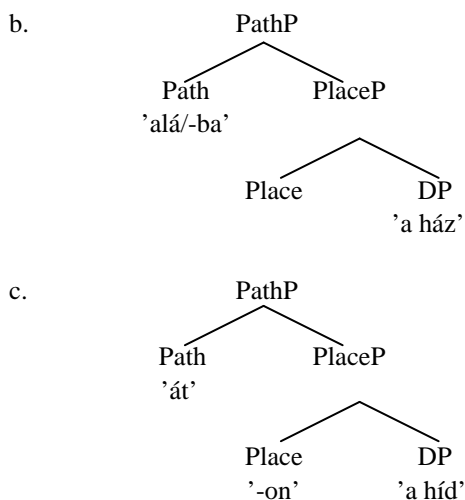 b. PathP
Path PlaceP
’alá/-ba’
Place DP
’a ház’
c. PathP
Path PlaceP
’át’
Place DP
'-on’ ’a híd’